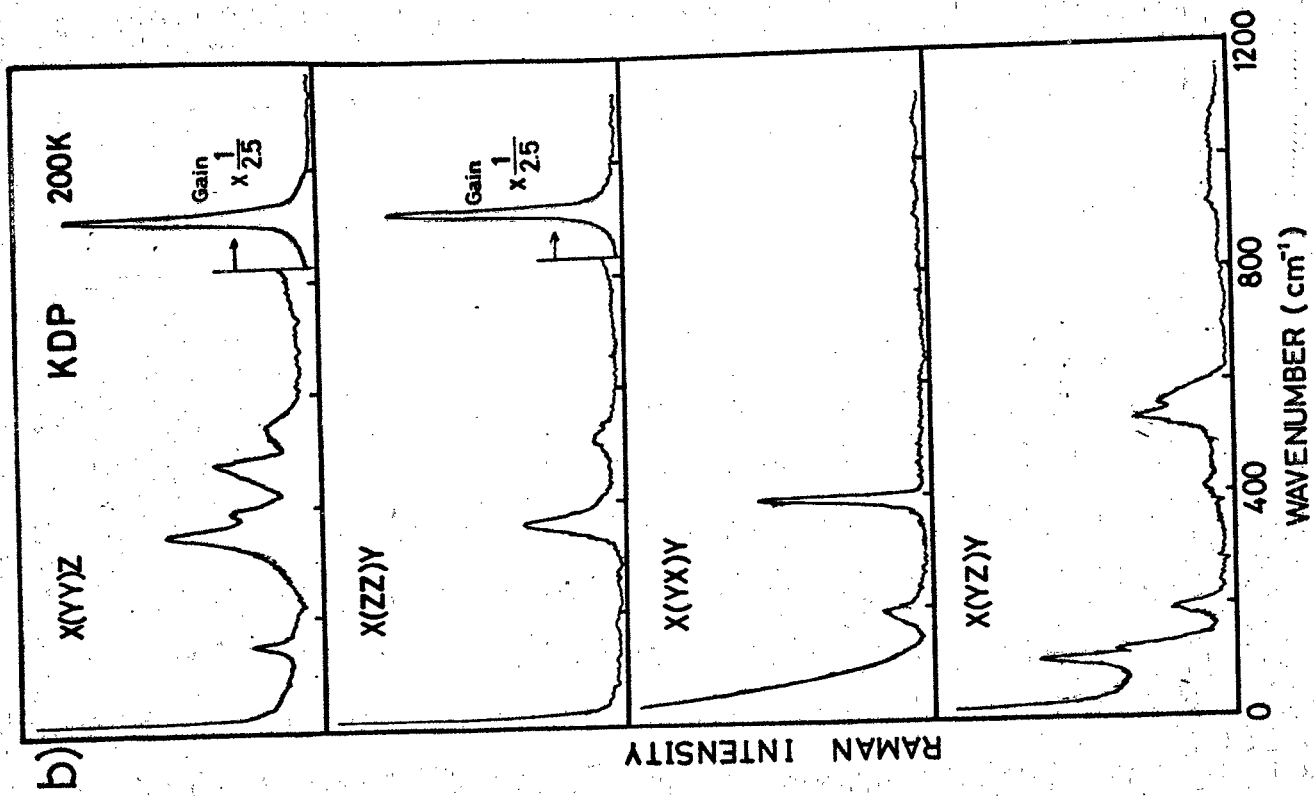 b)
KDP
200K
X(YY)Z
Gain
x 1/2.5
X(ZZ)Y
Gain
x 1/2.5
X(YX)Y
X(YZ)Y
RAMAN INTENSITY
0
400
800
1200
WAVENUMBER (cm⁻¹)